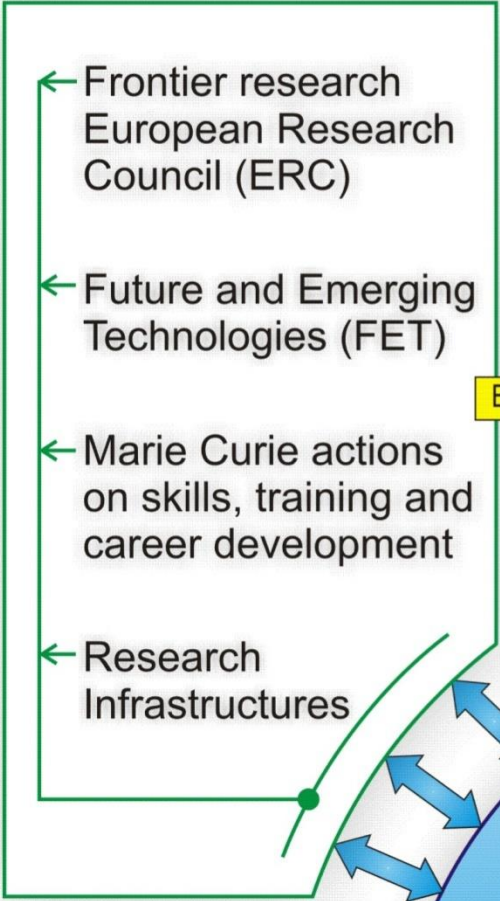 Frontier research
European Research
Council (ERC)
Future and Emerging
Technologies (FET)
Marie Curie actions
on skills, training and
career development
Research
Infrastructures